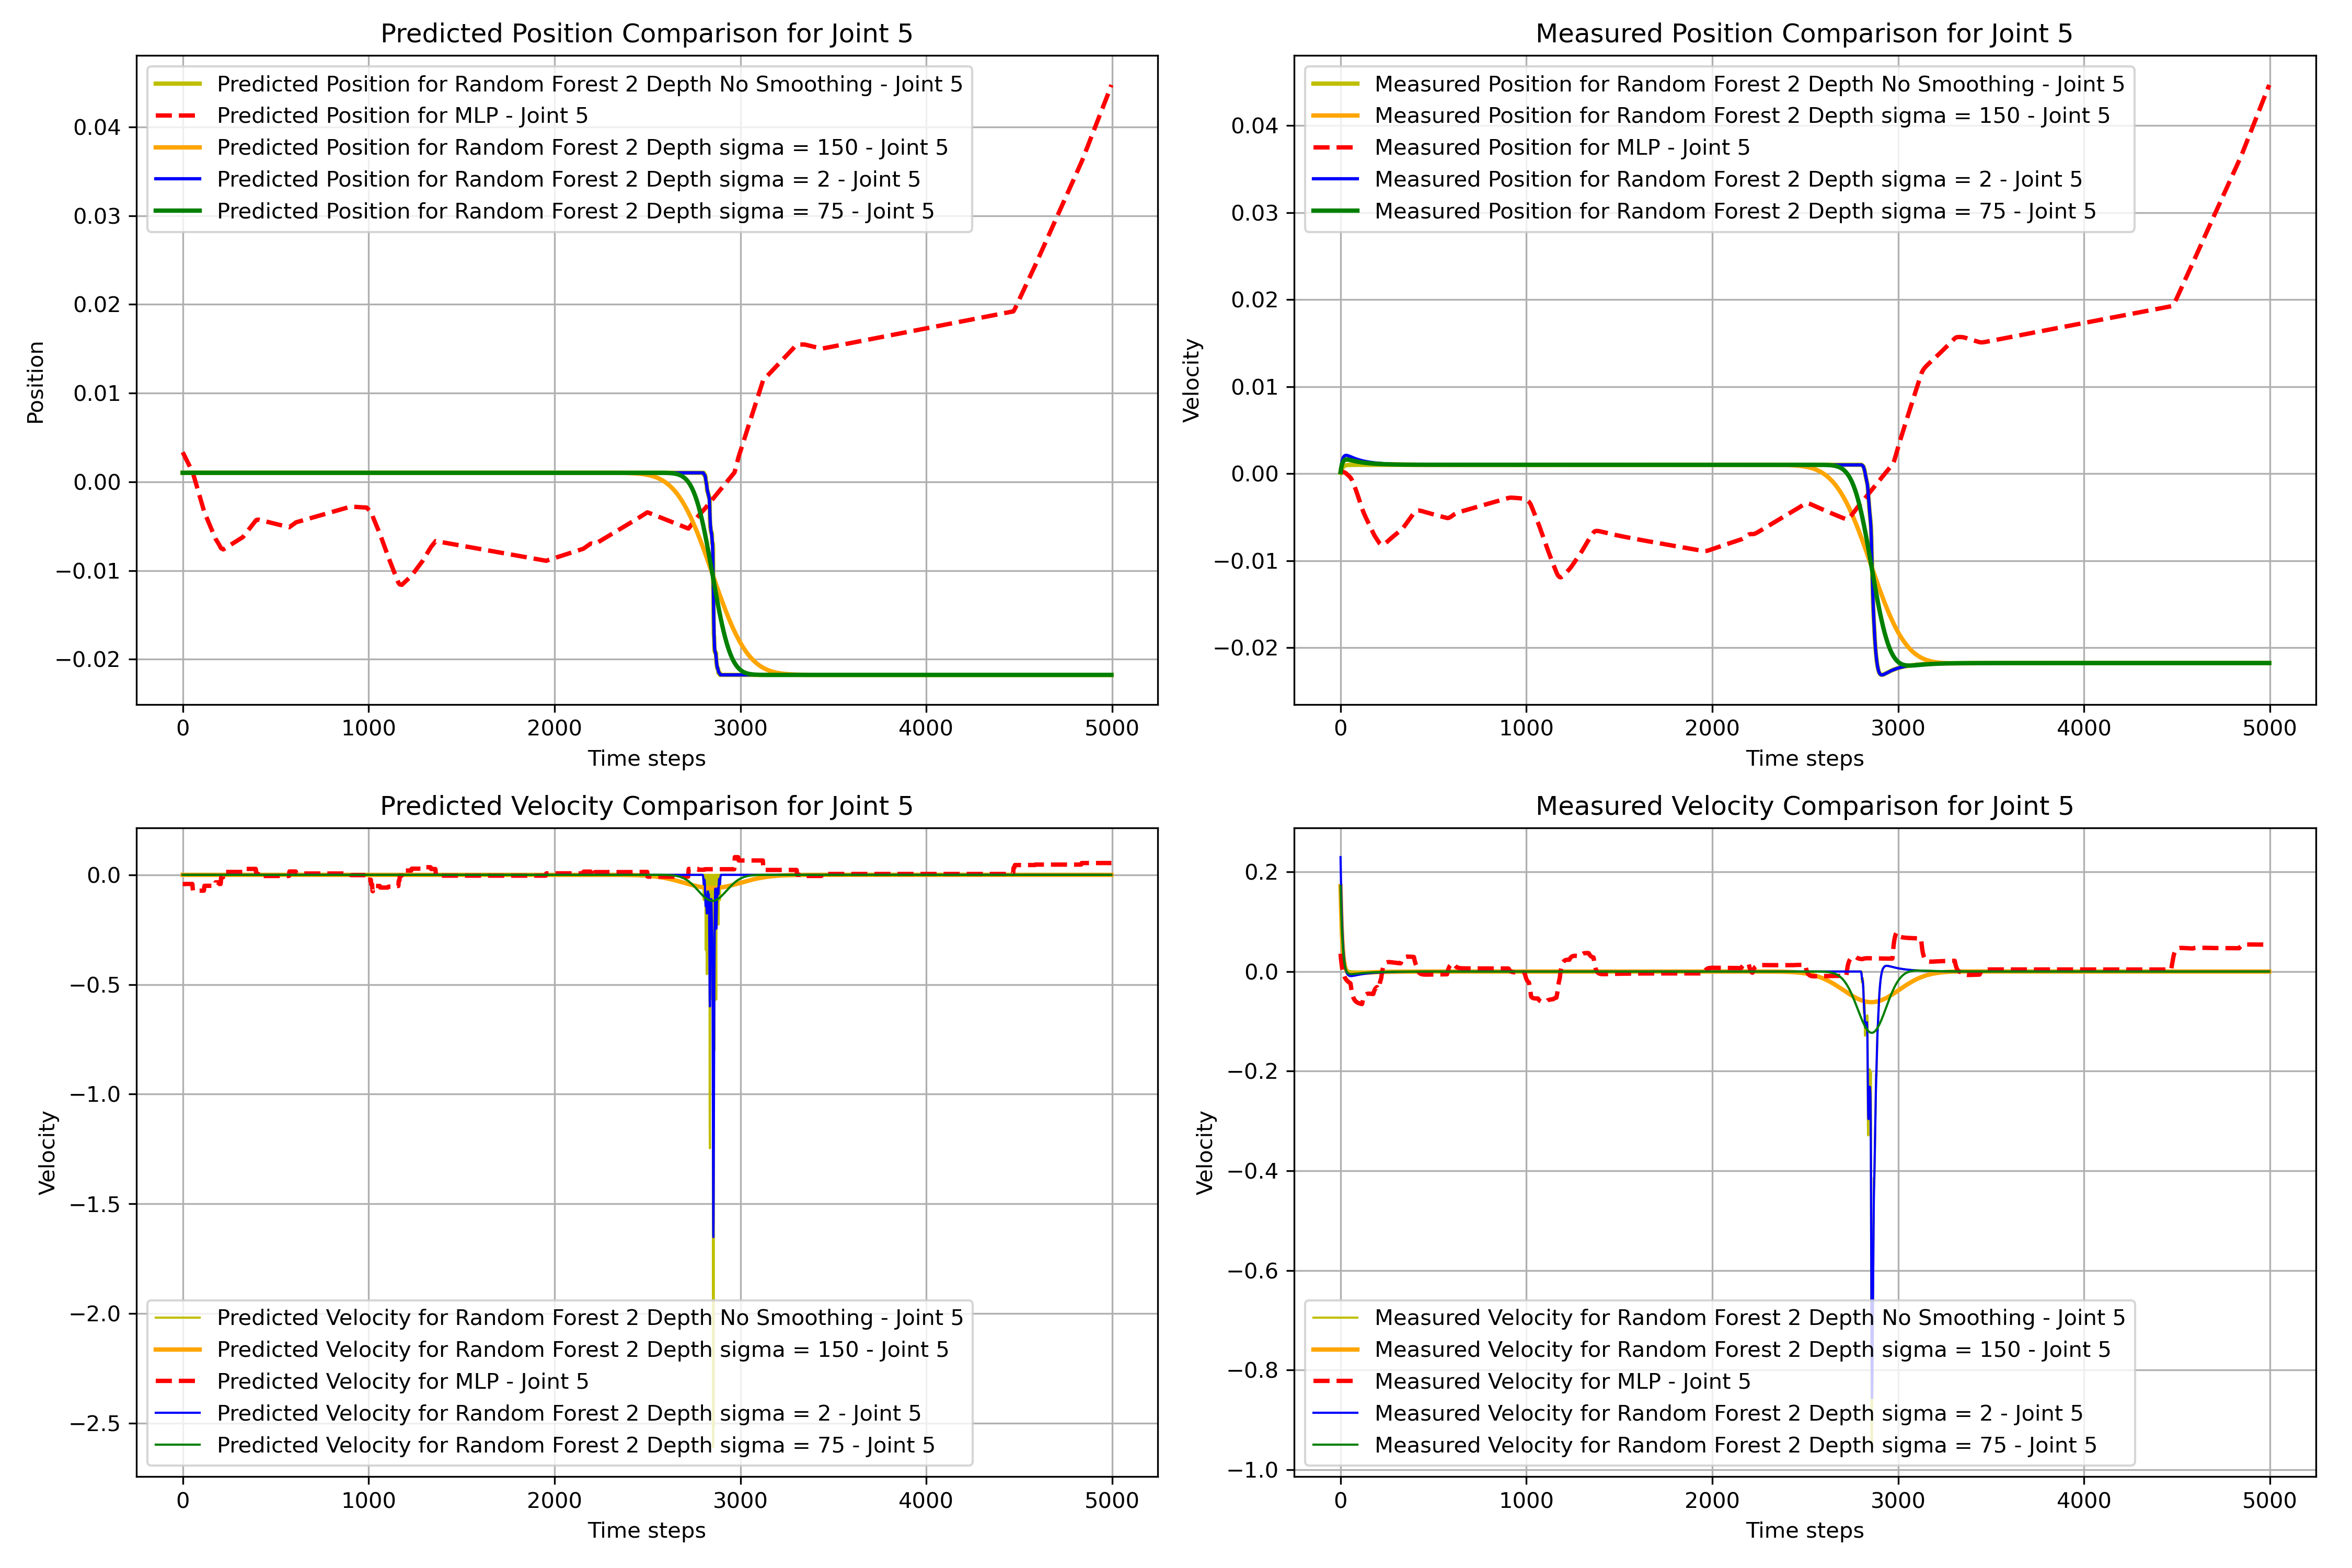 Predicted Position Comparison for Joint 5
Predicted Position for Random Forest 2 Depth No Smoothing - Joint 5
Predicted Position for MLP - Joint 5
Predicted Position for Random Forest 2 Depth sigma = 150 - Joint 5
Predicted Position for Random Forest 2 Depth sigma = 2 - Joint 5
Predicted Position for Random Forest 2 Depth sigma = 75 - Joint 5
0.04
0.03
0.02
0.01
0.00
−0.01
−0.02
Position
0 1000 2000 3000 4000 5000
Time steps
Measured Position Comparison for Joint 5
Measured Position for Random Forest 2 Depth No Smoothing - Joint 5
Measured Position for Random Forest 2 Depth sigma = 150 - Joint 5
Measured Position for MLP - Joint 5
Measured Position for Random Forest 2 Depth sigma = 2 - Joint 5
Measured Position for Random Forest 2 Depth sigma = 75 - Joint 5
0.04
0.03
0.02
0.01
0.00
−0.01
−0.02
Velocity
0 1000 2000 3000 4000 5000
Time steps
Predicted Velocity Comparison for Joint 5
0.0
−0.5
−1.0
−1.5
−2.0
−2.5
Velocity
Predicted Velocity for Random Forest 2 Depth No Smoothing - Joint 5
Predicted Velocity for Random Forest 2 Depth sigma = 150 - Joint 5
Predicted Velocity for MLP - Joint 5
Predicted Velocity for Random Forest 2 Depth sigma = 2 - Joint 5
Predicted Velocity for Random Forest 2 Depth sigma = 75 - Joint 5
0 1000 2000 3000 4000 5000
Time steps
Measured Velocity Comparison for Joint 5
0.2
0.0
−0.2
−0.4
−0.6
−0.8
−1.0
Velocity
Measured Velocity for Random Forest 2 Depth No Smoothing - Joint 5
Measured Velocity for Random Forest 2 Depth sigma = 150 - Joint 5
Measured Velocity for MLP - Joint 5
Measured Velocity for Random Forest 2 Depth sigma = 2 - Joint 5
Measured Velocity for Random Forest 2 Depth sigma = 75 - Joint 5
0 1000 2000 3000 4000 5000
Time steps